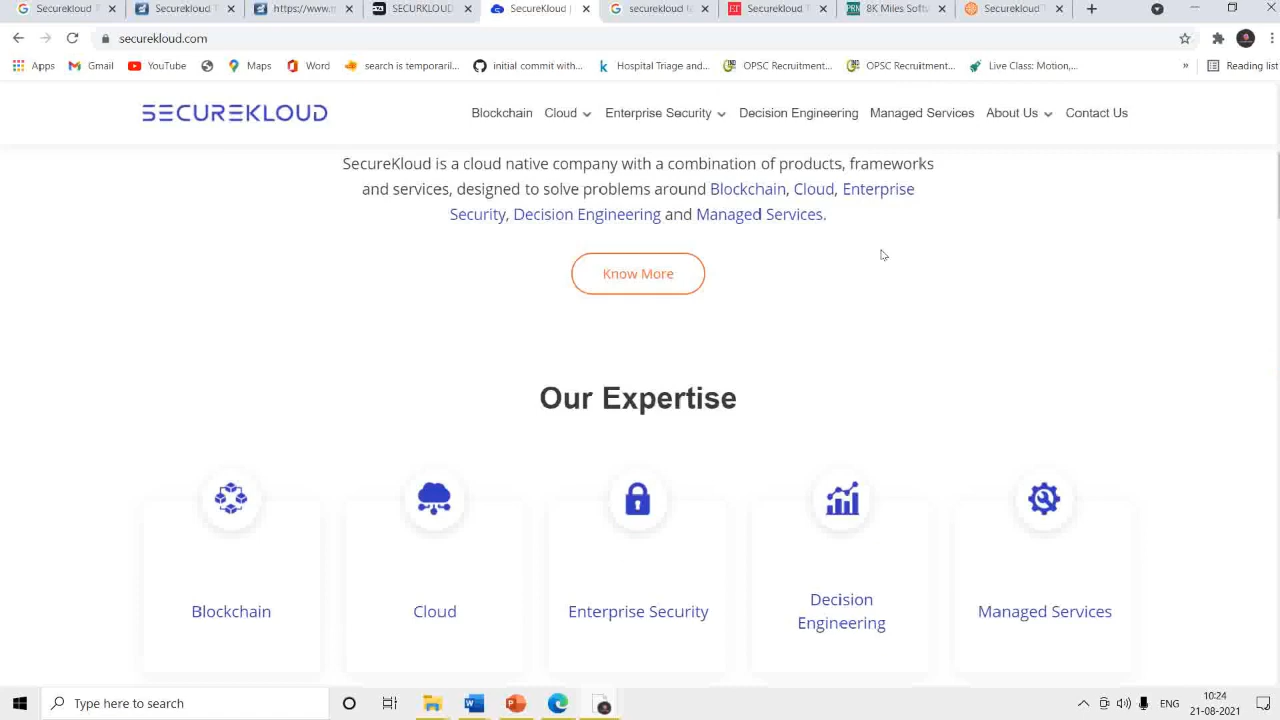 Securekloud
Securekloud T
https://www.n
SECURKLOUD
SecureKloud |
securekloud le
Securekloud T
8K Miles Softw
Securekloud T
securekloud.com
Apps
Gmail
YouTube
Maps
Word
search is temporaril...
initial commit with...
Hospital Triage and...
OPSC Recruitment...
OPSC Recruitment...
Live Class: Motion,...
»
Reading list
SECUREKLOUD
Blockchain
Cloud
Enterprise Security
Decision Engineering
Managed Services
About Us
Contact Us
SecureKloud is a cloud native company with a combination of products, frameworks
and services, designed to solve problems around Blockchain, Cloud, Enterprise
Security, Decision Engineering and Managed Services.
Know More
Our Expertise
Blockchain
Cloud
Enterprise Security
Decision
Engineering
Managed Services
Type here to search
ENG
10:24
21-08-2021